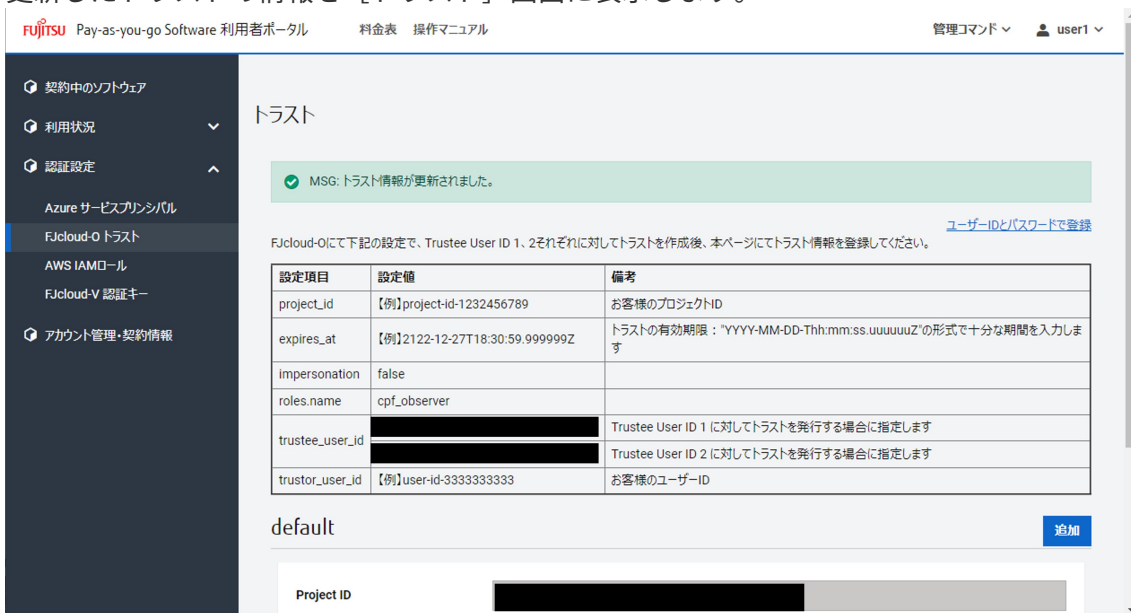 FUJITSU Pay-as-you-go Software 利用者ポータル 料金表 操作マニュアル 管理コマンド user1
契約中のソフトウェア
利用状況
認証設定
Azure サービスプリンシパル
FJcloud-O トラスト
AWS IAMロール
FJcloud-V 認証キー
アカウント管理・契約情報
トラスト
MSG: トラスト情報が更新されました。
ユーザーIDとパスワードで登録
FJcloud-Oにて下記の設定で、Trustee User ID 1、2それぞれに対してトラストを作成後、本ページにてトラスト情報を登録してください。
設定項目 設定値 備考
project_id 【例】project-id-1232456789 お客様のプロジェクトID
expires_at 【例】2122-12-27T18:30:59.999999Z トラストの有効期限："YYYY-MM-DD-Thh:mm:ss.uuuuuuZ"の形式で十分な期間を入力しま
す
impersonation false
roles.name cpf_observer
trustee_user_id Trustee User ID 1 に対してトラストを発行する場合に指定します
Trustee User ID 2 に対してトラストを発行する場合に指定します
trustor_user_id 【例】user-id-3333333333 お客様のユーザーID
default 追加
Project ID